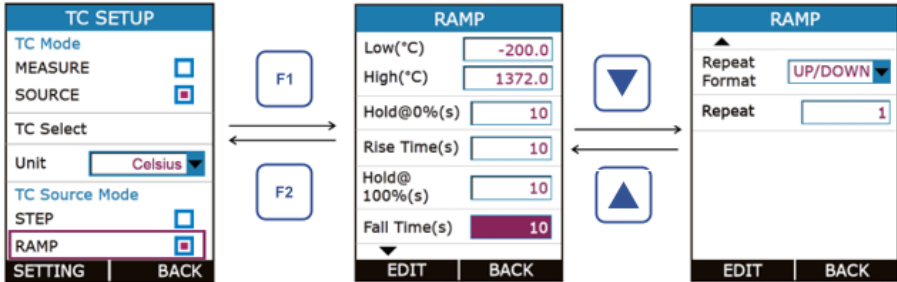 TC SETUP
TC Mode
MEASURE
SOURCE
TC Select
Unit Celsius
TC Source Mode
STEP
RAMP
SETTING BACK
F1
F2
RAMP
Low(°C) -200.0
High(°C) 1372.0
Hold@0%(s) 10
Rise Time(s) 10
Hold@
100%(s) 10
Fall Time(s) 10
EDIT BACK
RAMP
Repeat
Format UP/DOWN
Repeat 1
EDIT BACK